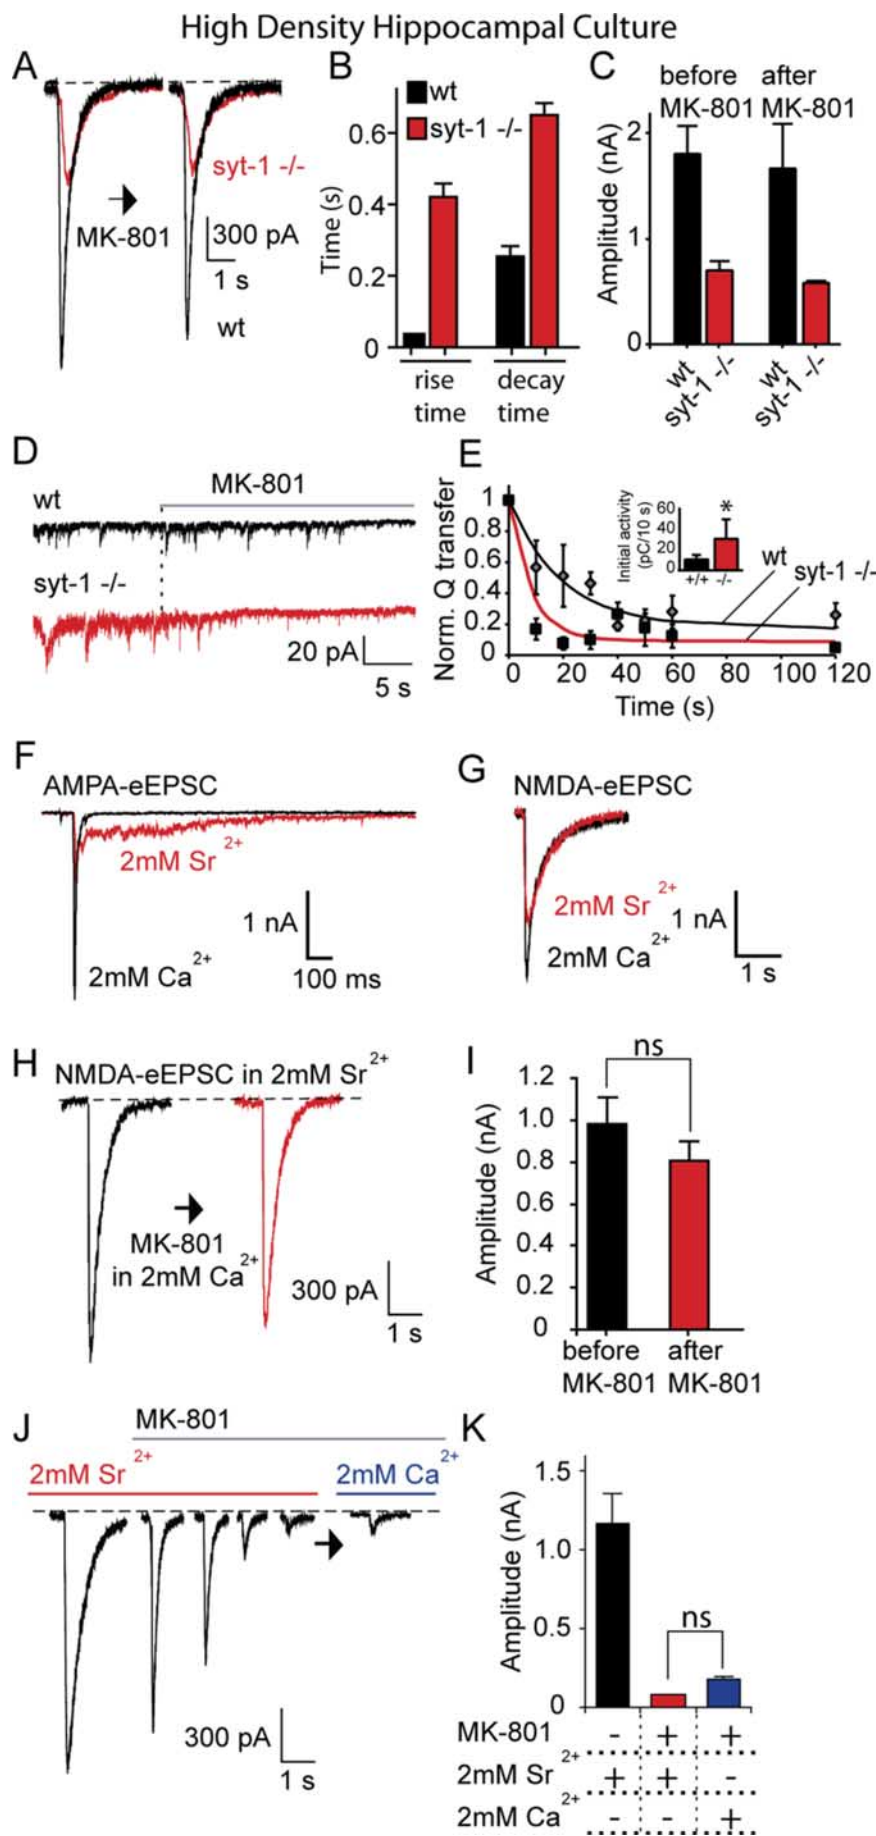 High Density Hippocampal Culture
A
syt-1 -/-
MK-801
300 pA
1 s
wt
B
wt
syt-1 -/-
Time (s)
0.6
0.4
0.2
0
rise time
decay time
C
before MK-801
after MK-801
Amplitude (nA)
2
1
0
wt
syt-1 -/-
wt
syt-1 -/-
D
wt
MK-801
syt-1 -/-
20 pA
5 s
E
Norm. Q transfer
1
0.8
0.6
0.4
0.2
0
Initial activity
(pC/10 s)
60
40
20
0
*
+/+
-/-
wt
syt-1 -/-
0 20 40 60 80 100 120
Time (s)
F
AMPA-eEPSC
2mM Sr 2+
1 nA
2mM Ca2+
100 ms
G
NMDA-eEPSC
2mM Sr 2+
2mM Ca2+
1 nA
1 s
H
NMDA-eEPSC in 2mM Sr2+
MK-801
in 2mM Ca2+
300 pA
1 s
I
ns
Amplitude (nA)
1.2
1.0
0.8
0.6
0.4
0.2
0
before MK-801
after MK-801
J
MK-801
2mM Sr 2+
2mM Ca2+
300 pA
1 s
K
Amplitude (nA)
1.5
1.0
0.5
0
ns
MK-801 - + +
2mM Sr 2+ + + -
2mM Ca2+ - - +